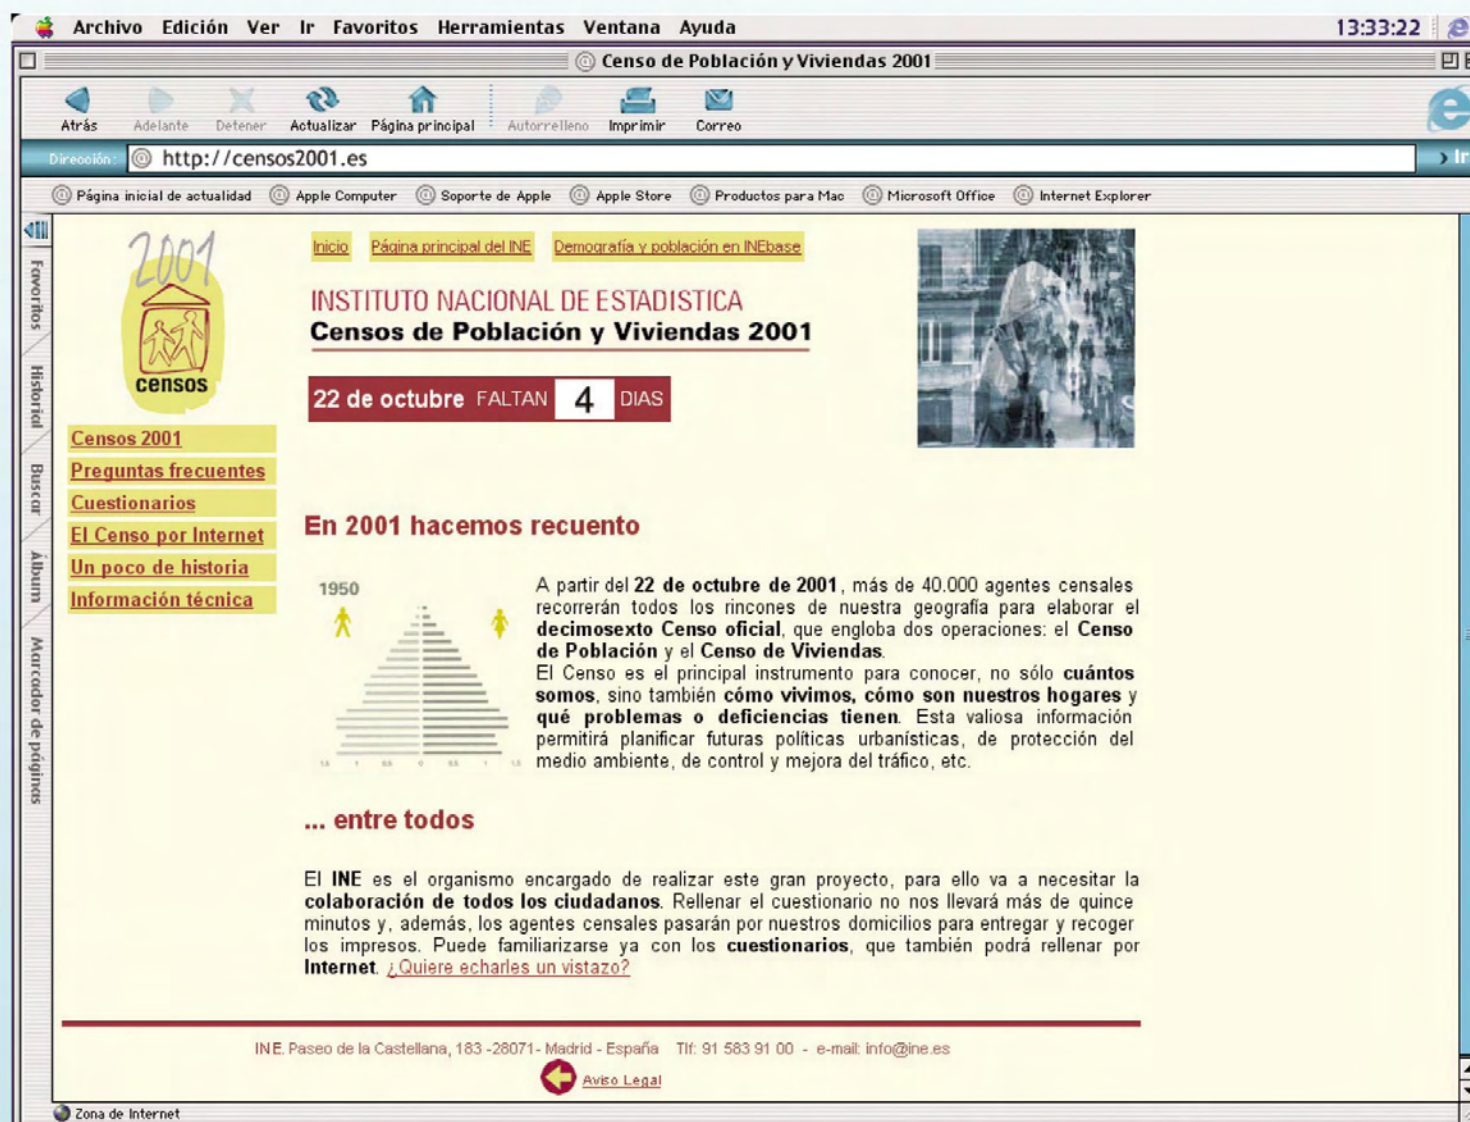 Archivo Edición Ver Ir Favoritos Herramientas Ventana Ayuda 13:33:22
Censo de Población y Viviendas 2001
Atrás Adelante Detener Actualizar Página principal Autorrelleno Imprimir Correo
Dirección: http://censos2001.es Ir
Página inicial de actualidad Apple Computer Soporte de Apple Apple Store Productos para Mac Microsoft Office Internet Explorer
Favoritos
Historial
Buscar
Álbum
Marcador de páginas
2001
censos
Censos 2001
Preguntas frecuentes
Cuestionarios
El Censo por Internet
Un poco de historia
Información técnica
Inicio Página principal del INE Demografía y población en INEbase
INSTITUTO NACIONAL DE ESTADISTICA
Censos de Población y Viviendas 2001
22 de octubre FALTAN 4 DIAS
En 2001 hacemos recuento
1950
1.5 1 0.5 0 0.5 1 1.5
A partir del 22 de octubre de 2001, más de 40.000 agentes censales
recorrerán todos los rincones de nuestra geografía para elaborar el
decimosexto Censo oficial, que engloba dos operaciones: el Censo
de Población y el Censo de Viviendas.
El Censo es el principal instrumento para conocer, no sólo cuántos
somos, sino también cómo vivimos, cómo son nuestros hogares y
qué problemas o deficiencias tienen. Esta valiosa información
permitirá planificar futuras políticas urbanísticas, de protección del
medio ambiente, de control y mejora del tráfico, etc.
... entre todos
El INE es el organismo encargado de realizar este gran proyecto, para ello va a necesitar la
colaboración de todos los ciudadanos. Rellenar el cuestionario no nos llevará más de quince
minutos y, además, los agentes censales pasarán por nuestros domicilios para entregar y recoger
los impresos. Puede familiarizarse ya con los cuestionarios, que también podrá rellenar por
Internet. ¿Quiere echarles un vistazo?
INE. Paseo de la Castellana, 183 -28071- Madrid - España Tlf: 91 583 91 00 - e-mail: info@ine.es
Aviso Legal
Zona de Internet